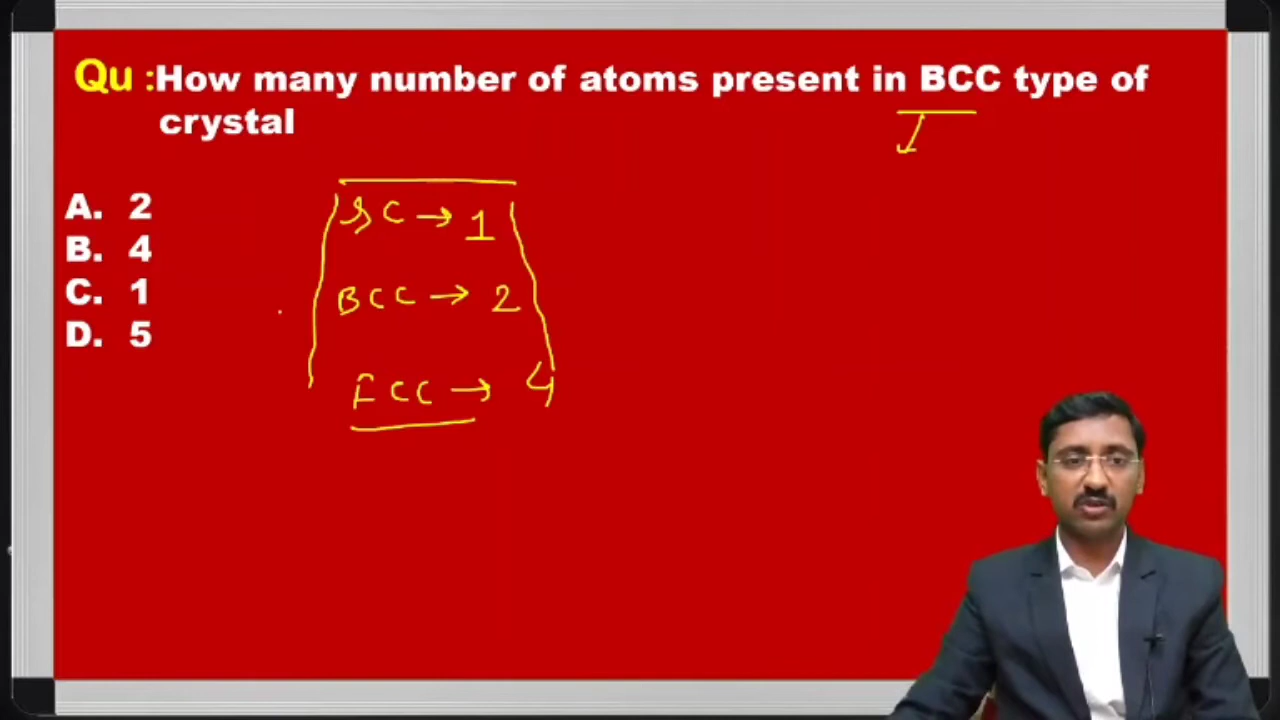 Qu :How many number of atoms present in BCC type of
crystal
A. 2
B. 4
C. 1
D. 5
SC → 1
BCC → 2
FCC → 4